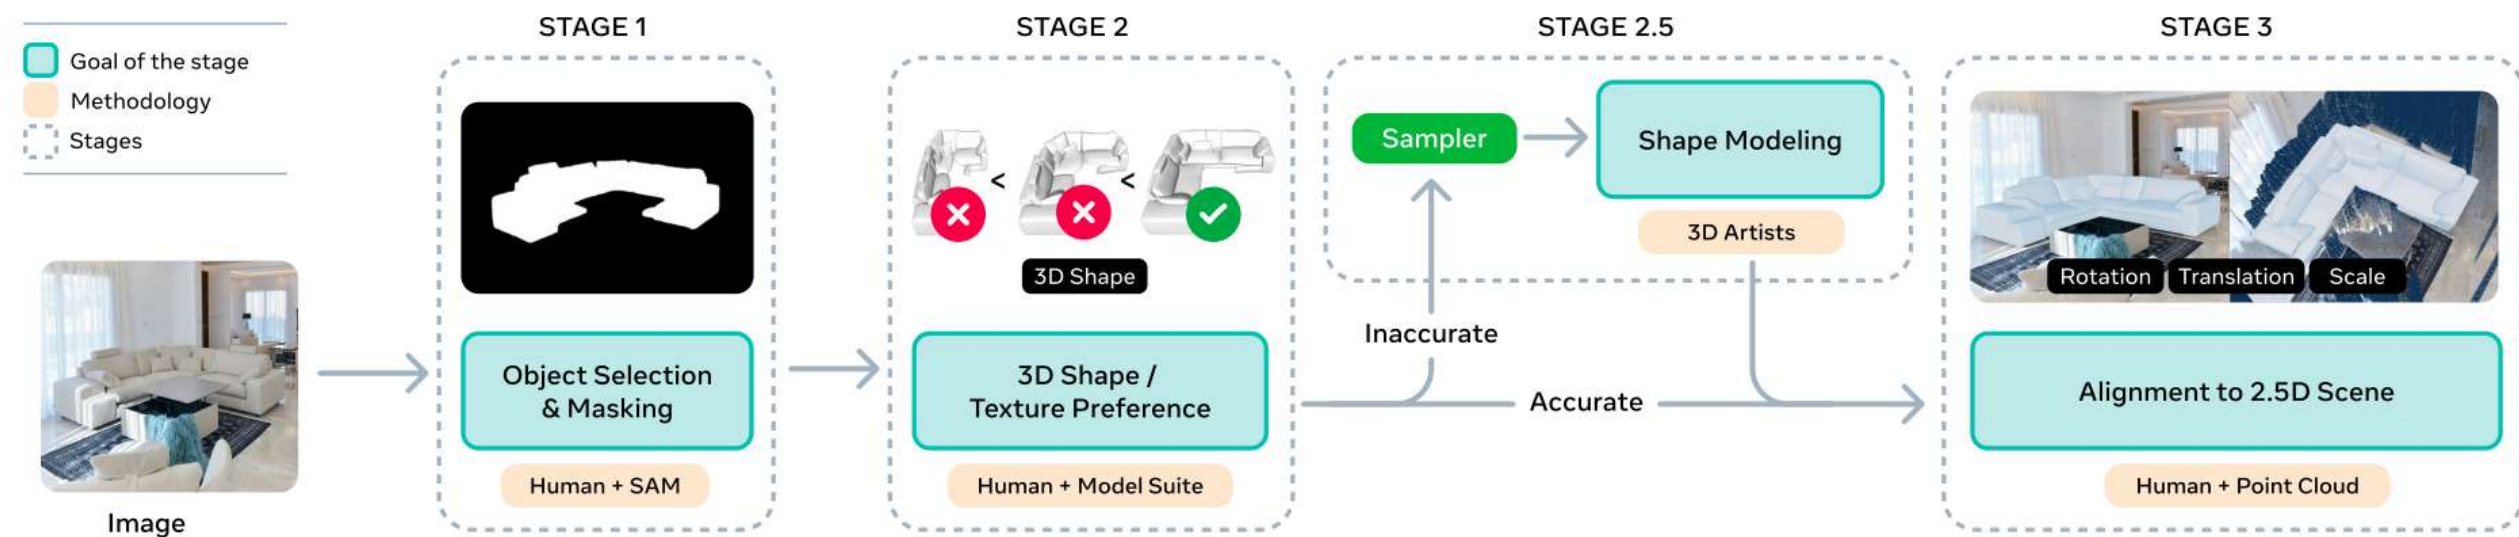 Goal of the stage
Methodology
Stages
Image
STAGE 1
Object Selection
& Masking
Human + SAM
STAGE 2
<
<
3D Shape
3D Shape /
Texture Preference
Human + Model Suite
Inaccurate
Accurate
STAGE 2.5
Sampler
Shape Modeling
3D Artists
STAGE 3
Rotation
Translation
Scale
Alignment to 2.5D Scene
Human + Point Cloud